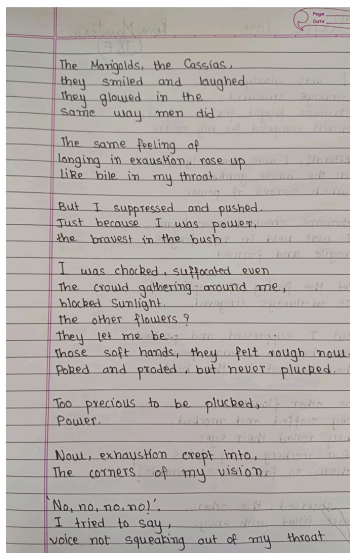 Page
Date
The Marigolds, the Cassias,
they smiled and laughed
they glowed in the
same way men did.
The same feeling of
longing in exaustion, rose up
like bile in my throat.
But I suppressed and pushed.
Just because I was power,
the bravest in the bush
I was chocked, suffocated even
The crowd gathering around me,
blocked sunlight.
the other flowers?
They let me be.
Those soft hands, they felt rough now.
Poked and proded, but never plucked.
Too precious to be plucked,
Power.
Now, exhaustion crept into,
The corners of my vision.
'No, no, no, no!'.
I tried to say,
voice not squeaking out of my throat